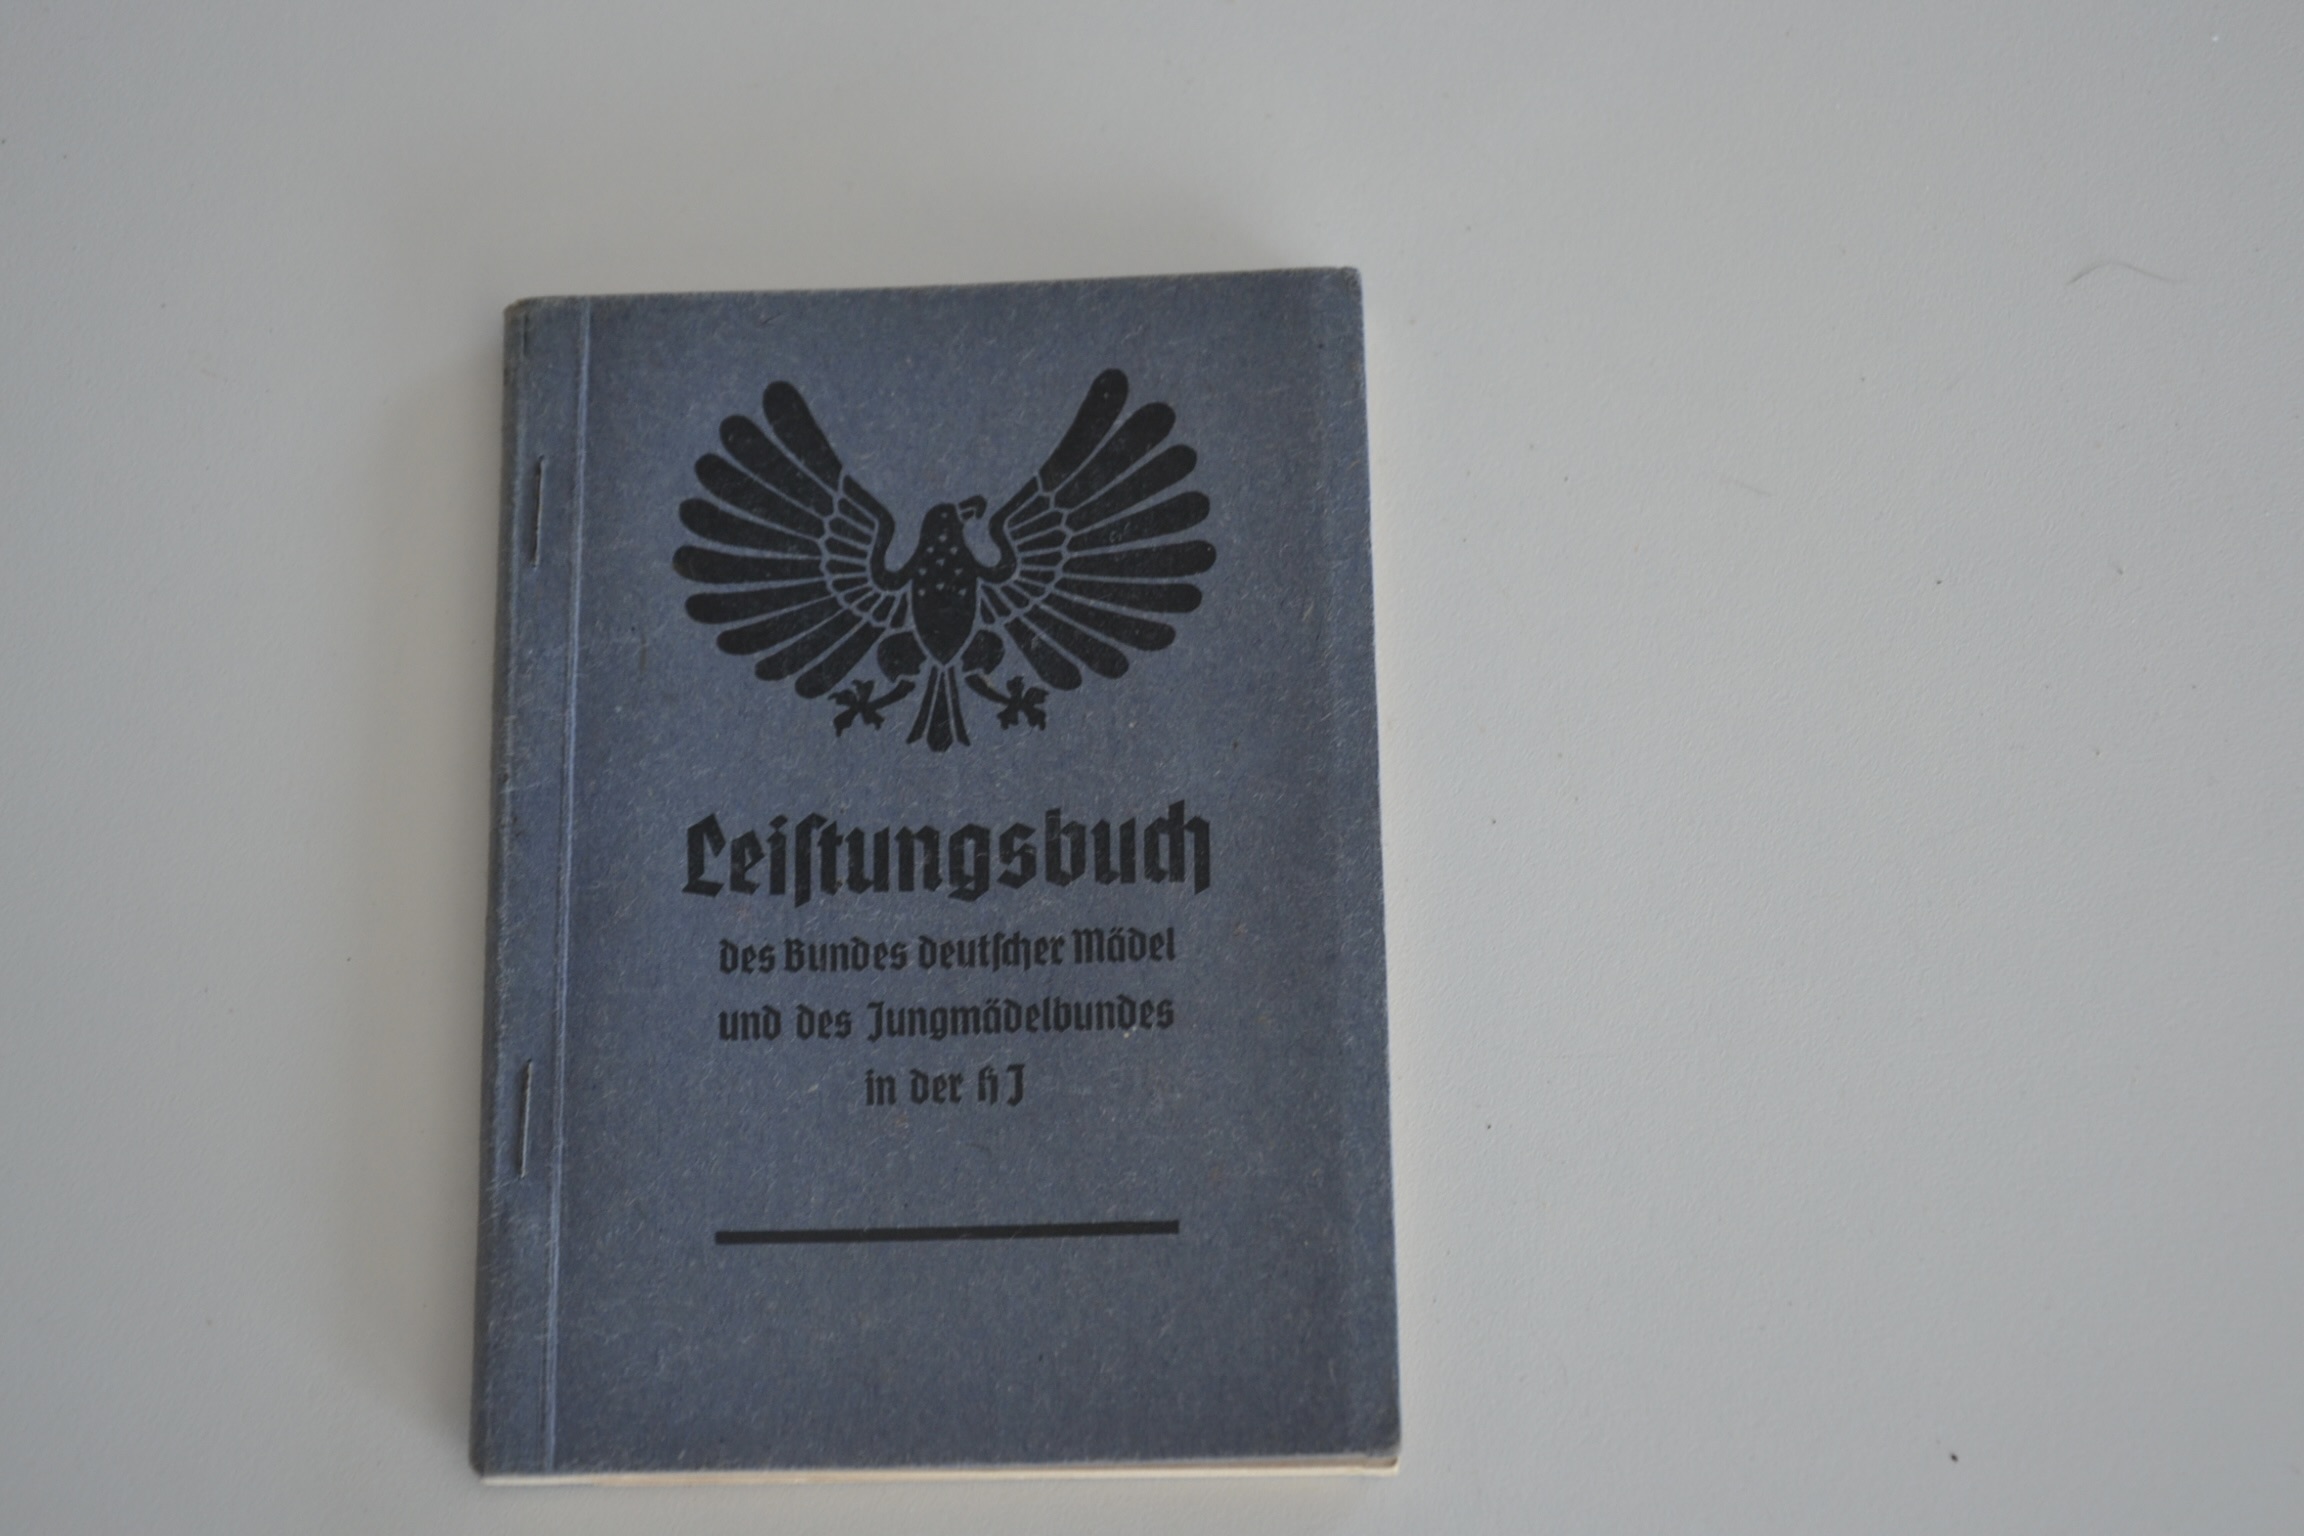 Leiſtungsbuch
des Bundes deutſcher Mädel
und des Jungmädelbundes
in der HJ